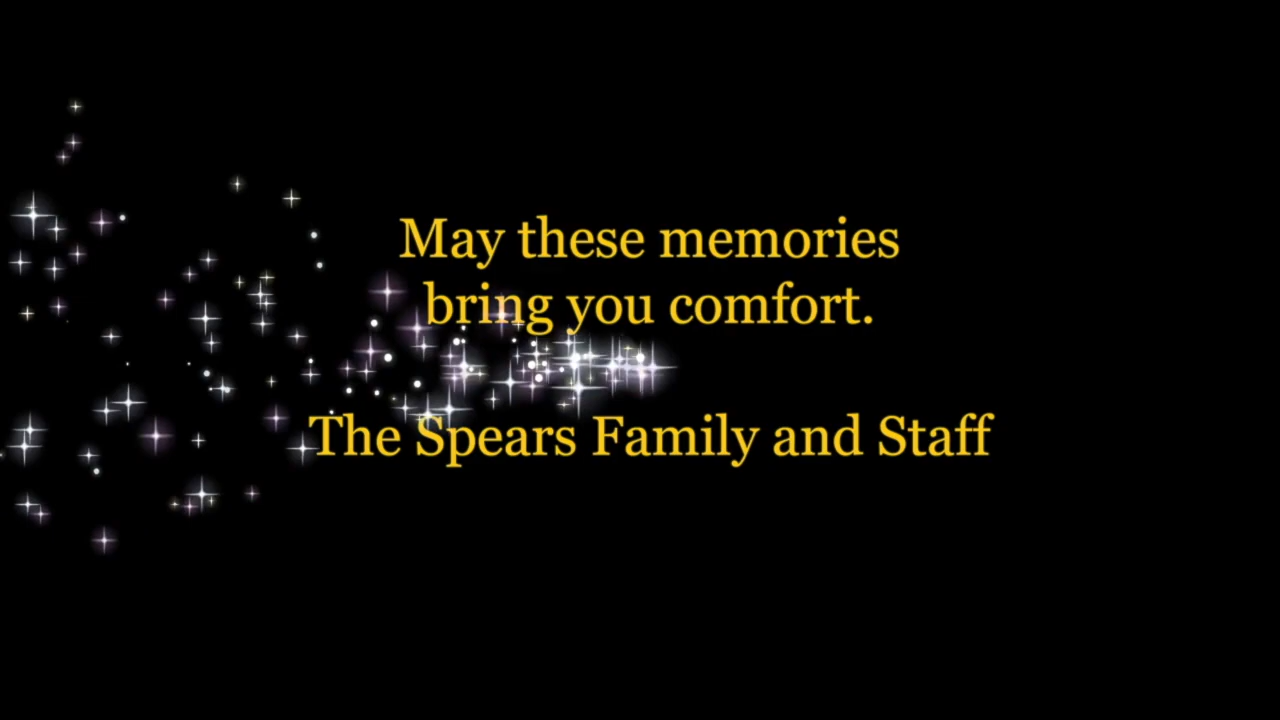 May these memories
bring you comfort.
The Spears Family and Staff